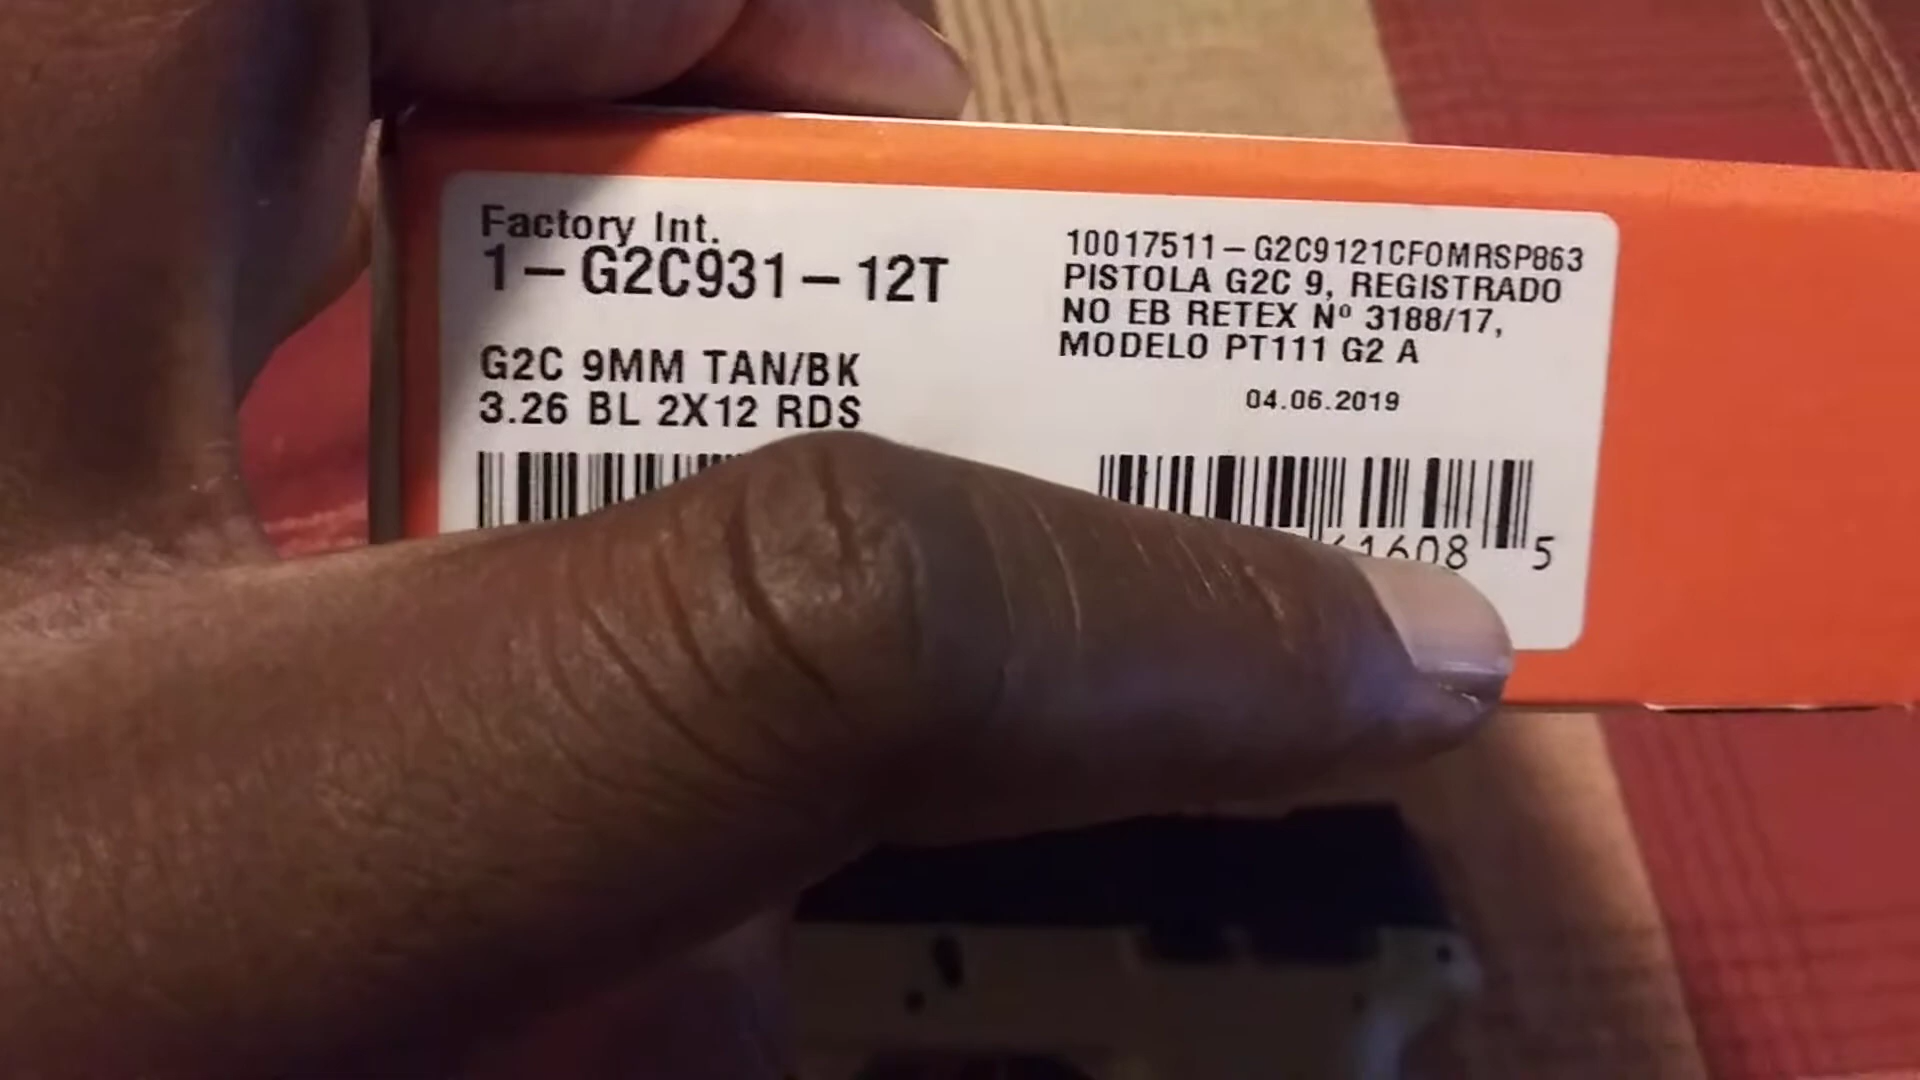 Factory Int.
1-G2C931-12T
G2C 9MM TAN/BK
3.26 BL 2X12 RDS
10017511-G2C9121CFOMRSP863
PISTOLA G2C 9, REGISTRADO
NO EB RETEX Nº 3188/17,
MODELO PT111 G2 A
04.06.2019
1608 5